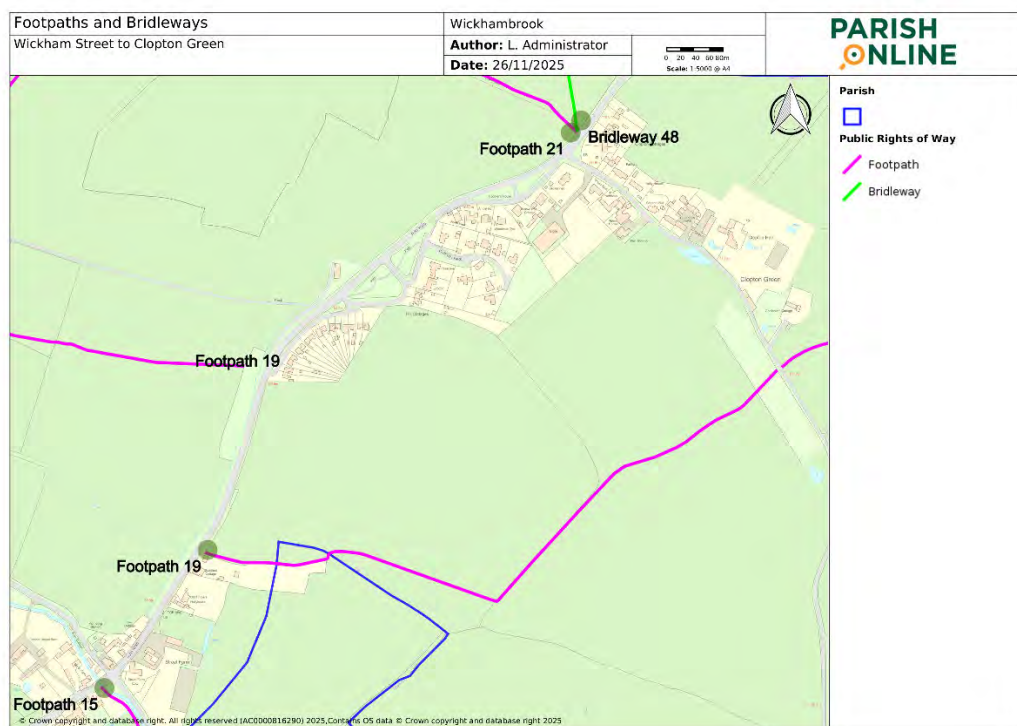 Footpaths and Bridleways
Wickham Street to Clopton Green
Wickhambrook
Author: L. Administrator
Date: 26/11/2025
0 20 40 60 80m
Scale: 1:5000 @ A4
PARISH
ONLINE
Parish
Public Rights of Way
Footpath
Bridleway
Footpath 21
Bridleway 48
Clopton Green
Footpath 19
Footpath 19
Footpath 15
© Crown copyright and database right. All rights reserved (AC0000816290) 2025,Contains OS data © Crown copyright and database right 2025